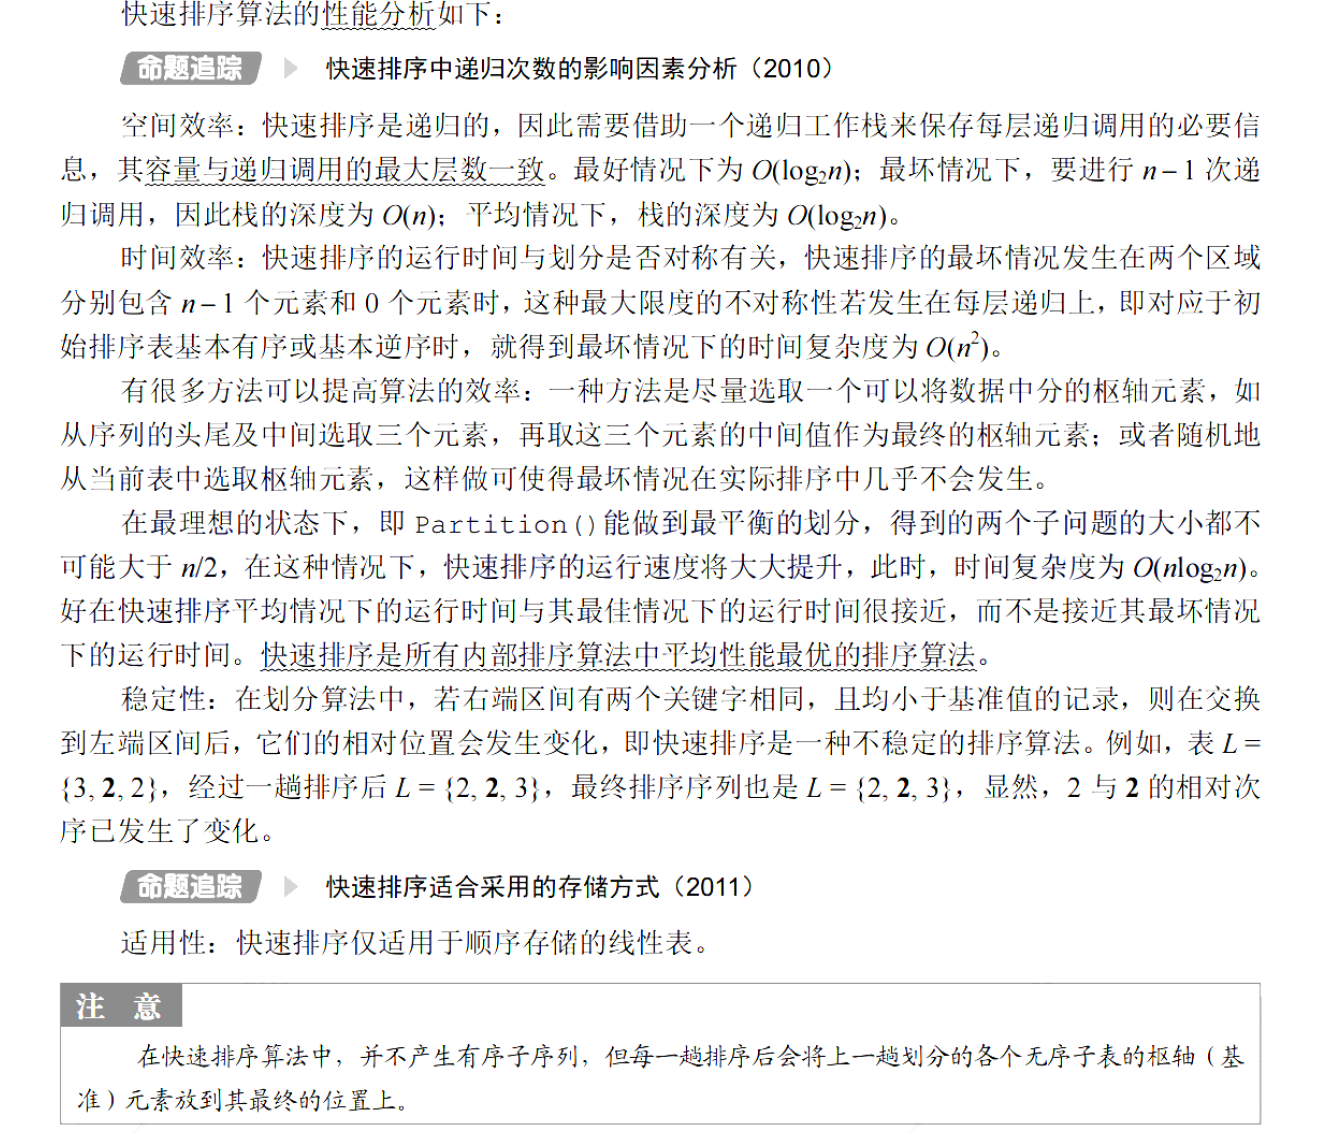 快速排序算法的性能分析如下：
命题追踪 快速排序中递归次数的影响因素分析（2010）
空间效率：快速排序是递归的，因此需要借助一个递归工作栈来保存每层递归调用的必要信
息，其容量与递归调用的最大层数一致。最好情况下为 O(log₂n)；最坏情况下，要进行 n − 1 次递
归调用，因此栈的深度为 O(n)；平均情况下，栈的深度为 O(log₂n)。
时间效率：快速排序的运行时间与划分是否对称有关，快速排序的最坏情况发生在两个区域
分别包含 n − 1 个元素和 0 个元素时，这种最大限度的不对称性若发生在每层递归上，即对应于初
始排序表基本有序或基本逆序时，就得到最坏情况下的时间复杂度为 O(n²)。
有很多方法可以提高算法的效率：一种方法是尽量选取一个可以将数据中分的枢轴元素，如
从序列的头尾及中间选取三个元素，再取这三个元素的中间值作为最终的枢轴元素；或者随机地
从当前表中选取枢轴元素，这样做可使得最坏情况在实际排序中几乎不会发生。
在最理想的状态下，即 Partition()能做到最平衡的划分，得到的两个子问题的大小都不
可能大于 n/2，在这种情况下，快速排序的运行速度将大大提升，此时，时间复杂度为 O(nlog₂n)。
好在快速排序平均情况下的运行时间与其最佳情况下的运行时间很接近，而不是接近其最坏情况
下的运行时间。快速排序是所有内部排序算法中平均性能最优的排序算法。
稳定性：在划分算法中，若右端区间有两个关键字相同，且均小于基准值的记录，则在交换
到左端区间后，它们的相对位置会发生变化，即快速排序是一种不稳定的排序算法。例如，表 L =
{3, 2, 2}，经过一趟排序后 L = {2, 2, 3}，最终排序序列也是 L = {2, 2, 3}，显然，2 与 2 的相对次
序已发生了变化。
命题追踪 快速排序适合采用的存储方式（2011）
适用性：快速排序仅适用于顺序存储的线性表。
注 意
在快速排序算法中，并不产生有序子序列，但每一趟排序后会将上一趟划分的各个无序子表的枢轴（基
准）元素放到其最终的位置上。